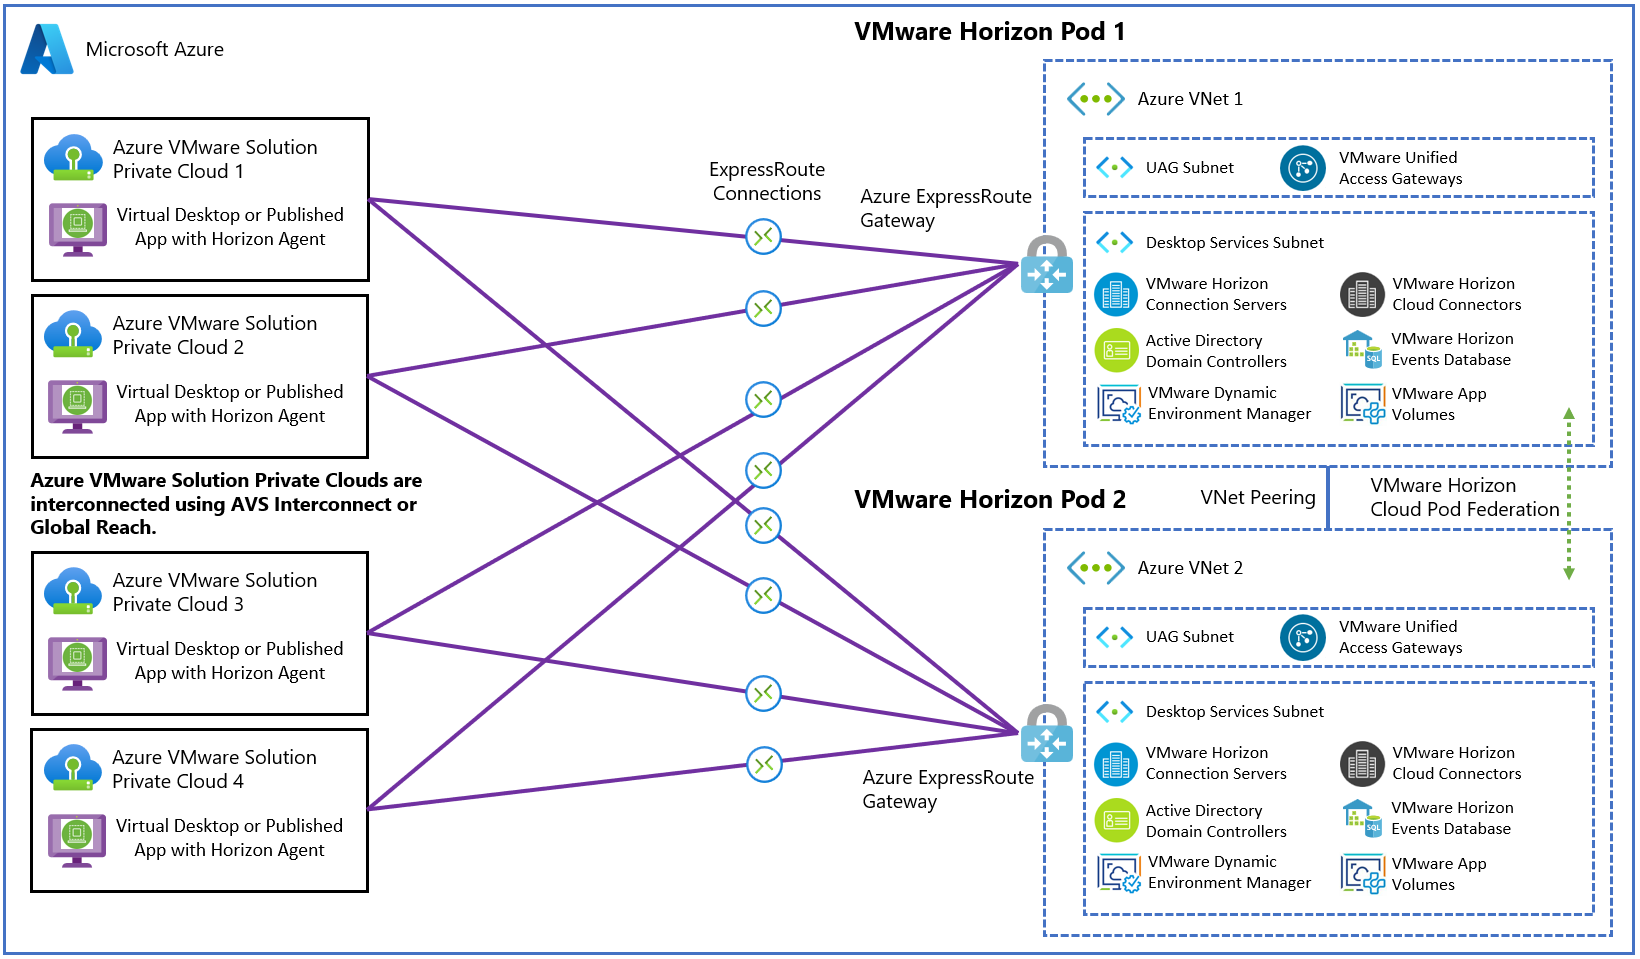 Microsoft Azure
Azure VMware Solution
Private Cloud 1
Virtual Desktop or Published
App with Horizon Agent
Azure VMware Solution
Private Cloud 2
Virtual Desktop or Published
App with Horizon Agent
Azure VMware Solution Private Clouds are
interconnected using AVS Interconnect or
Global Reach.
Azure VMware Solution
Private Cloud 3
Virtual Desktop or Published
App with Horizon Agent
Azure VMware Solution
Private Cloud 4
Virtual Desktop or Published
App with Horizon Agent
ExpressRoute
Connections
Azure ExpressRoute
Gateway
VMware Horizon Pod 1
Azure VNet 1
UAG Subnet
VMware Unified
Access Gateways
Desktop Services Subnet
VMware Horizon
Connection Servers
VMware Horizon
Cloud Connectors
Active Directory
Domain Controllers
SQL
VMware Horizon
Events Database
VMware Dynamic
Environment Manager
VMware App
Volumes
VMware Horizon Pod 2
VNet Peering
VMware Horizon
Cloud Pod Federation
Azure VNet 2
UAG Subnet
VMware Unified
Access Gateways
Azure ExpressRoute
Gateway
Desktop Services Subnet
VMware Horizon
Connection Servers
VMware Horizon
Cloud Connectors
Active Directory
Domain Controllers
SQL
VMware Horizon
Events Database
VMware Dynamic
Environment Manager
VMware App
Volumes